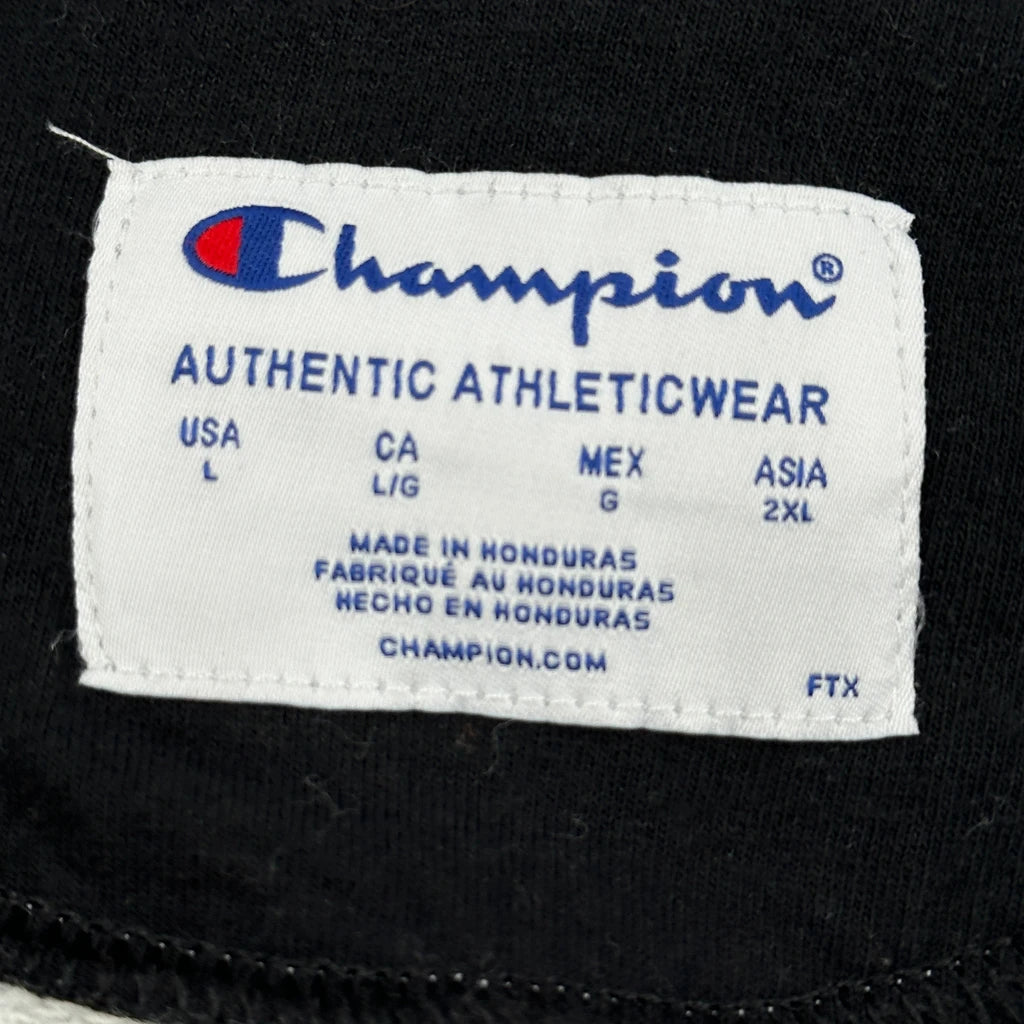 Champion®
AUTHENTIC ATHLETICWEAR
USA CA MEX ASIA
L L/G G 2XL
MADE IN HONDURAS
FABRIQUÉ AU HONDURAS
HECHO EN HONDURAS
CHAMPION.COM
FTX